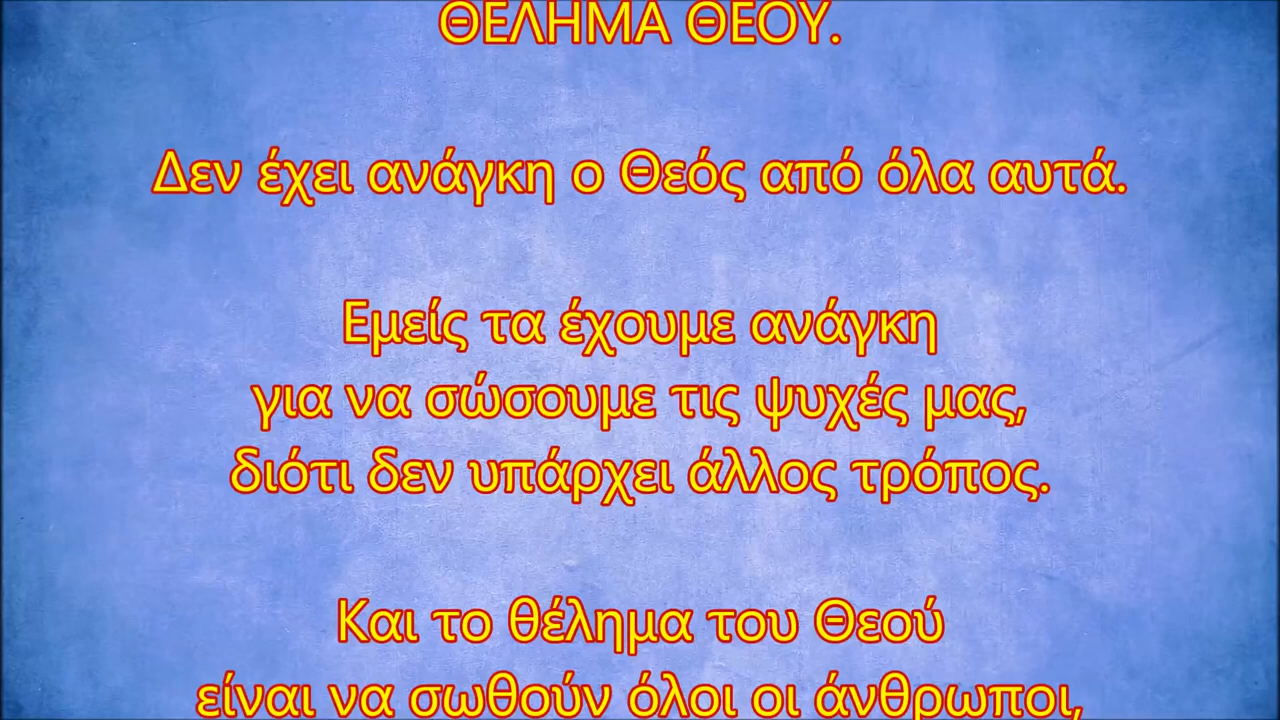 ΘΕΛΗΜΑ ΘΕΟΥ.
Δεν έχει ανάγκη ο Θεός από όλα αυτά.
Εμείς τα έχουμε ανάγκη
για να σώσουμε τις ψυχές μας,
διότι δεν υπάρχει άλλος τρόπος.
Και το θέλημα του Θεού
είναι να σωθούν όλοι οι άνθρωποι,